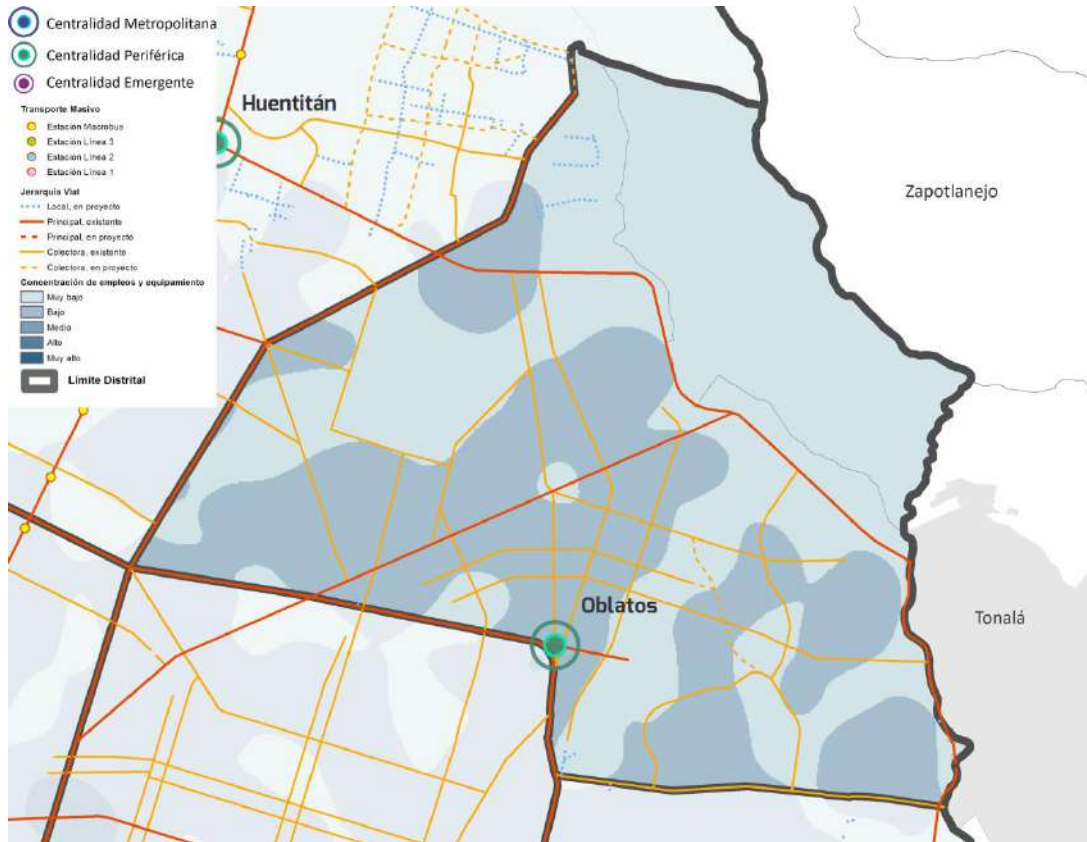 Centralidad Metropolitana
Centralidad Periférica
Centralidad Emergente
Transporte Masivo
Estación Macrobus
Estación Línea 3
Estación Línea 2
Estación Línea 1
Jerarquía Vial
Local, en proyecto
Principal, existente
Principal, en proyecto
Colectora, existente
Colectora, en proyecto
Concentración de empleos y equipamiento
Muy bajo
Bajo
Medio
Alto
Muy alto
Límite Distrital
Huentitán
Zapotlanejo
Oblatos
Tonalá